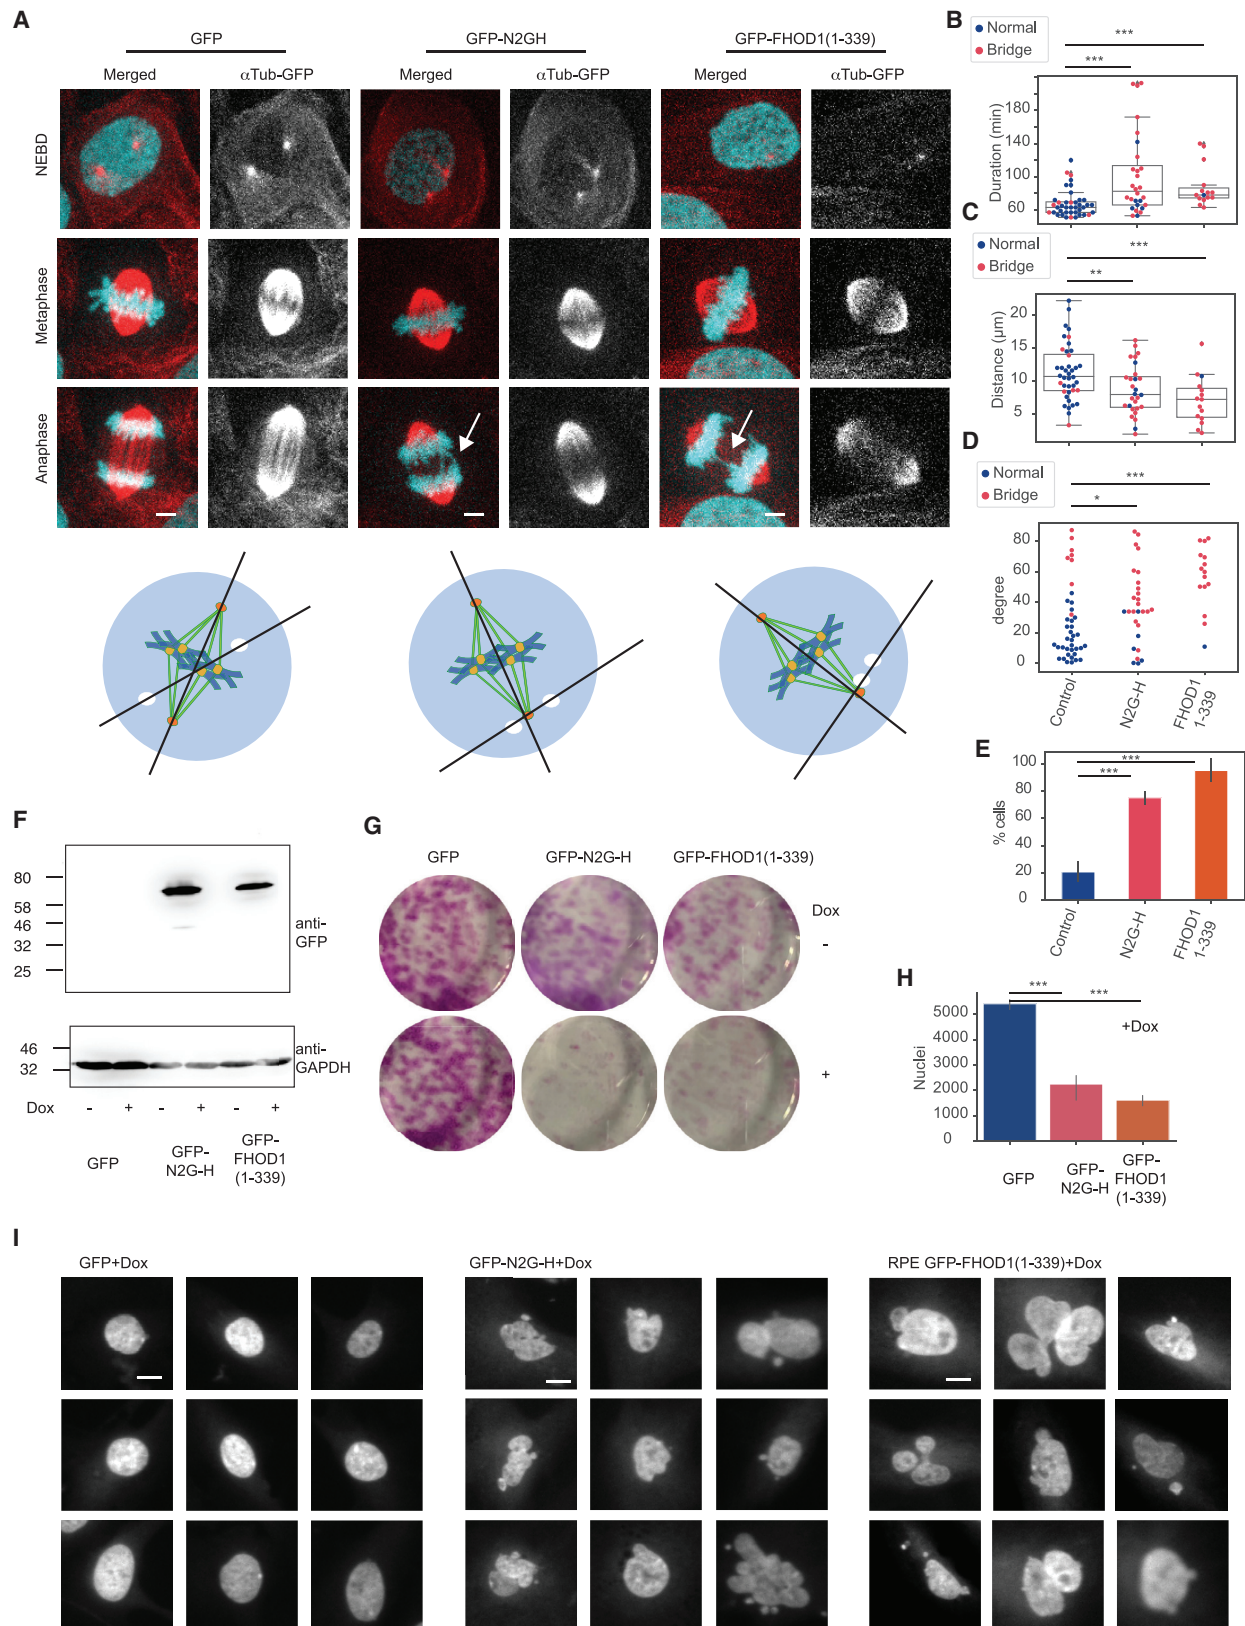 A
GFP
GFP-N2GH
GFP-FHOD1(1-339)
Merged
αTub-GFP
Merged
αTub-GFP
Merged
αTub-GFP
NEBD
Metaphase
Anaphase
B
Normal
Bridge
***
***
Duration (min)
180
140
100
60
C
Normal
Bridge
***
**
Distance (µm)
20
15
10
5
D
Normal
Bridge
***
*
degree
80
60
40
20
0
Control
N2G-H
FHOD1
1-339
E
***
***
% cells
100
80
60
40
20
0
Control
N2G-H
FHOD1
1-339
F
80
58
46
32
25
anti-
GFP
46
32
anti-
GAPDH
Dox
-
+
-
+
-
+
GFP
GFP-
N2G-H
GFP-
FHOD1
(1-339)
G
GFP
GFP-N2G-H
GFP-FHOD1(1-339)
Dox
-
+
H
***
***
+Dox
Nuclei
5000
4000
3000
2000
1000
0
GFP
GFP-
N2G-H
GFP-
FHOD1
(1-339)
I
GFP+Dox
GFP-N2G-H+Dox
RPE GFP-FHOD1(1-339)+Dox